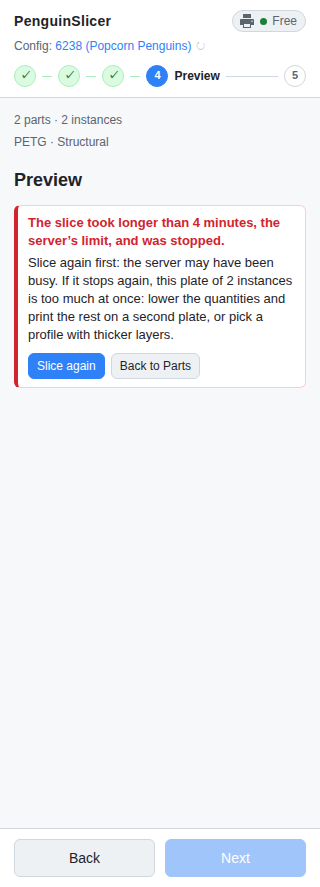 PenguinSlicer
Free
Config: 6238 (Popcorn Penguins)
✓ ✓ ✓ 4 Preview 5
2 parts · 2 instances
PETG · Structural
Preview
The slice took longer than 4 minutes, the
server’s limit, and was stopped.
Slice again first: the server may have been
busy. If it stops again, this plate of 2 instances
is too much at once: lower the quantities and
print the rest on a second plate, or pick a
profile with thicker layers.
Slice again
Back to Parts
Back
Next